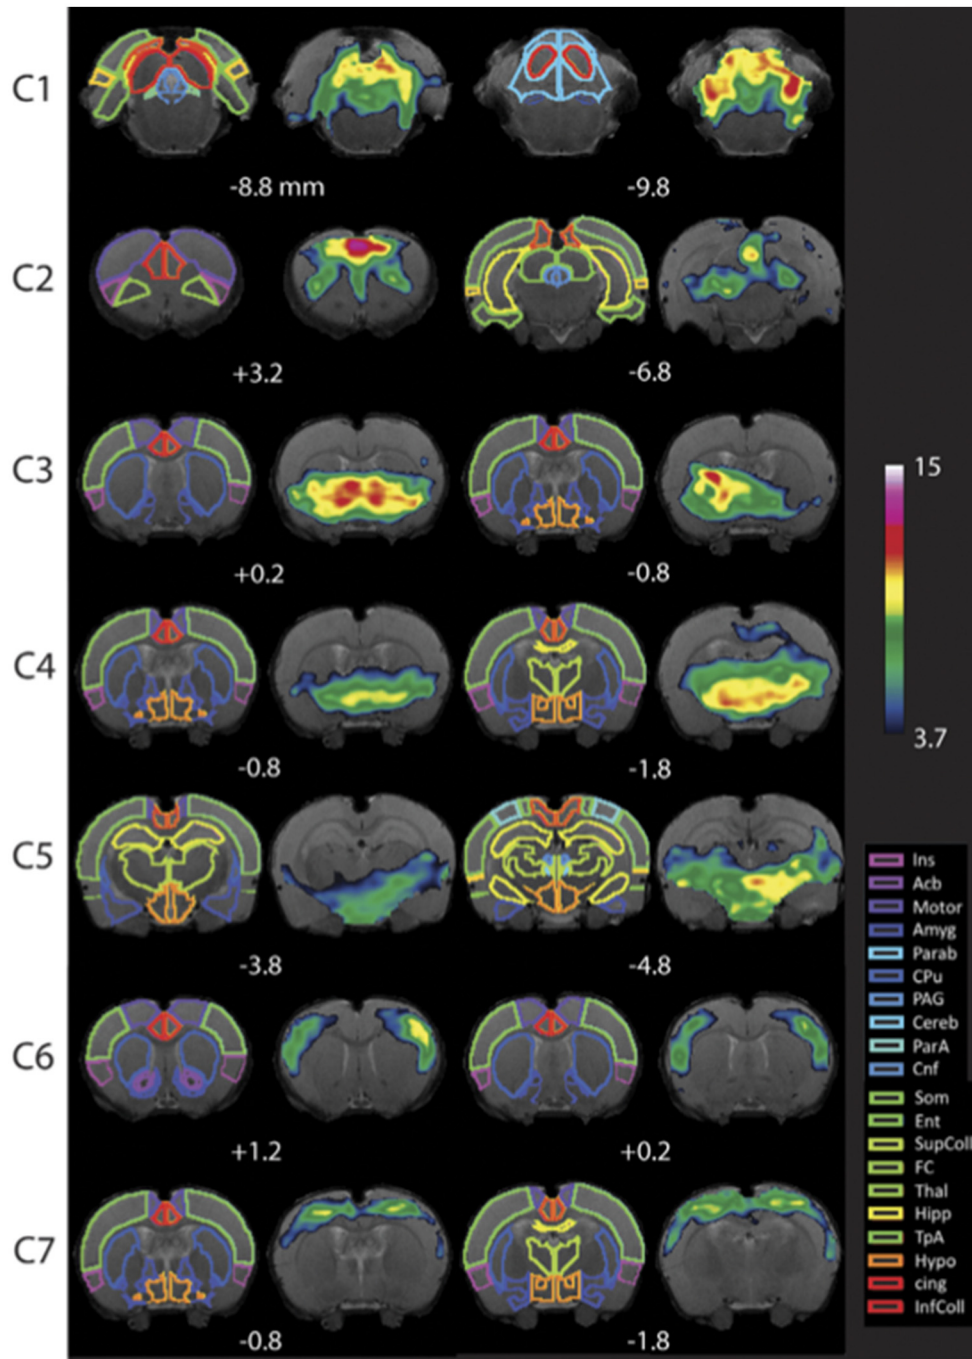 C1
-8.8 mm
-9.8
C2
+3.2
-6.8
C3
+0.2
-0.8
C4
-0.8
-1.8
C5
-3.8
-4.8
C6
+1.2
+0.2
C7
-0.8
-1.8
15
3.7
Ins
Acb
Motor
Amyg
Parab
CPu
PAG
Cereb
ParA
Cnf
Som
Ent
SupColl
FC
Thal
Hipp
TpA
Hypo
cing
InfColl